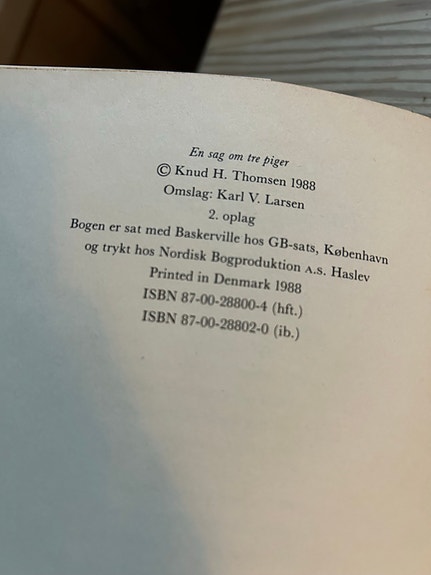 En sag om tre piger
© Knud H. Thomsen 1988
Omslag: Karl V. Larsen
2. oplag
Bogen er sat med Baskerville hos GB-sats, København
og trykt hos Nordisk Bogproduktion A.S. Haslev
Printed in Denmark 1988
ISBN 87-00-28800-4 (hft.)
ISBN 87-00-28802-0 (ib.)